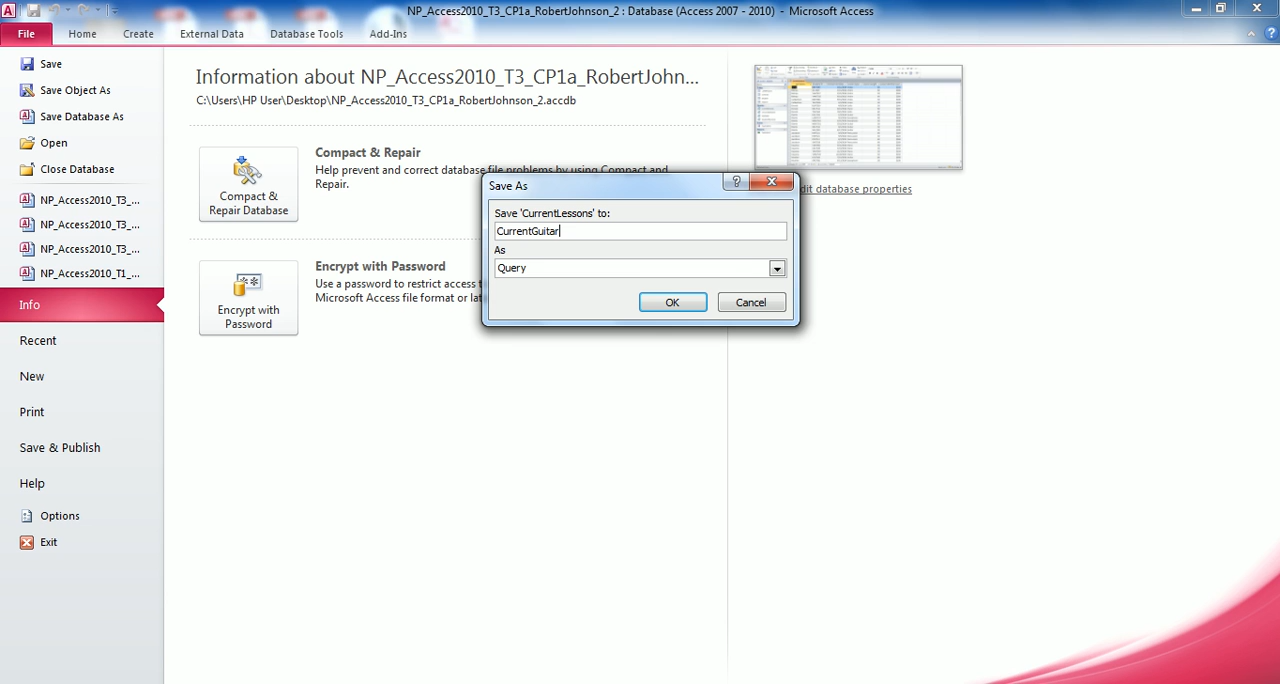 NP_Access2010_T3_CP1a_RobertJohnson_2 : Database (Access 2007 - 2010) - Microsoft Access
File Home Create External Data Database Tools Add-Ins
Save
Save Object As
Save Database As
Open
Close Database
NP_Access2010_T3_...
NP_Access2010_T3_...
NP_Access2010_T3_...
NP_Access2010_T1_...
Info
Recent
New
Print
Save & Publish
Help
Options
Exit
Information about NP_Access2010_T3_CP1a_RobertJohn...
C:\Users\HP User\Desktop\NP_Access2010_T3_CP1a_RobertJohnson_2.accdb
Compact & Repair Database
Compact & Repair
Help prevent and correct database file problems by using Compact and
Repair.
Encrypt with Password
Encrypt with Password
Use a password to restrict access t
Microsoft Access file format or lat
dit database properties
Save As
Save 'CurrentLessons' to:
CurrentGuitar
As
Query
OK Cancel